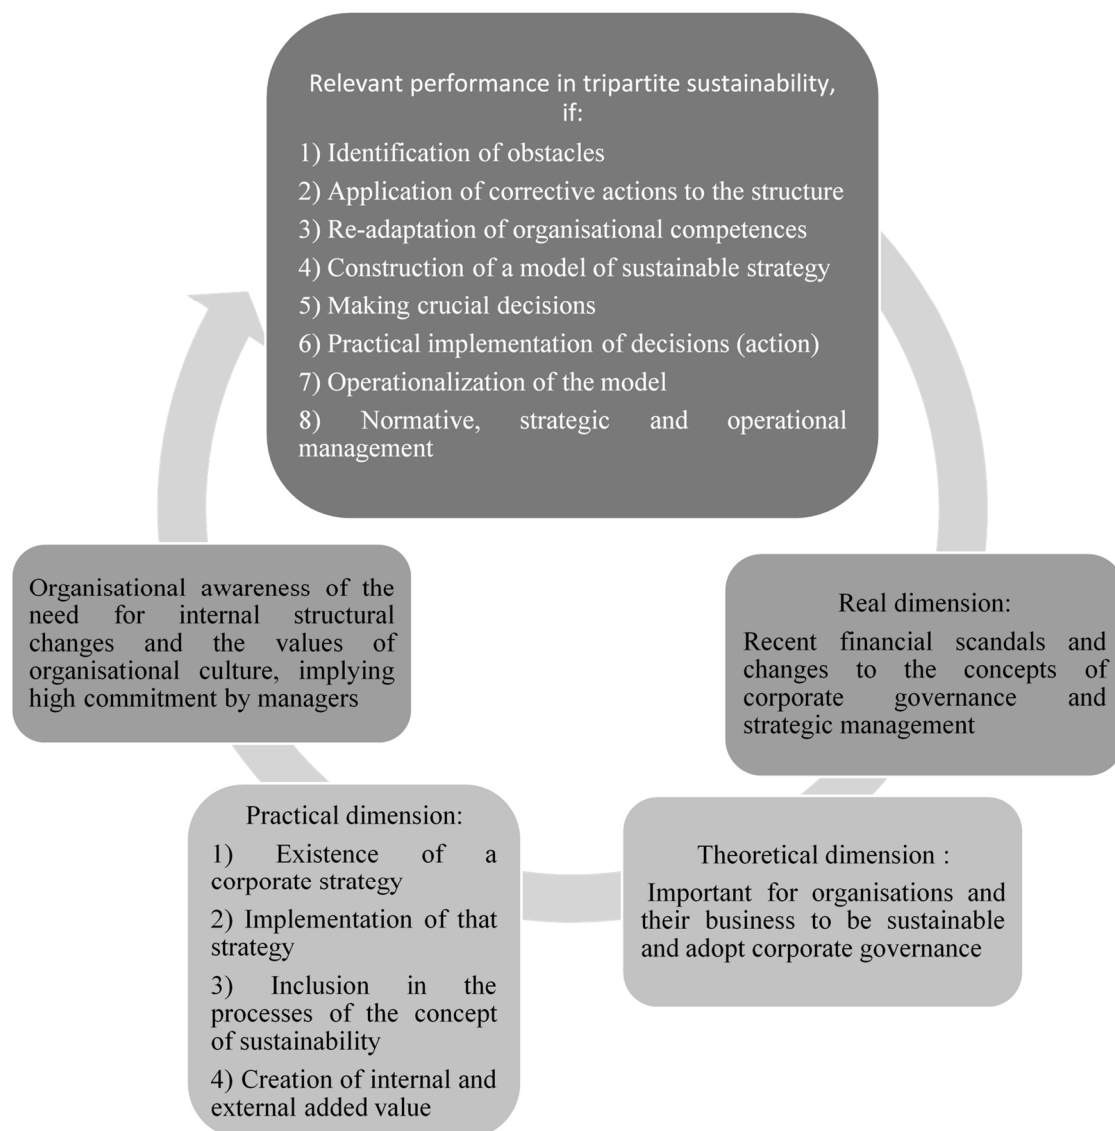 Relevant performance in tripartite sustainability,
if:
1) Identification of obstacles
2) Application of corrective actions to the structure
3) Re-adaptation of organisational competences
4) Construction of a model of sustainable strategy
5) Making crucial decisions
6) Practical implementation of decisions (action)
7) Operationalization of the model
8) Normative, strategic and operational
management
Real dimension:
Recent financial scandals and
changes to the concepts of
corporate governance and
strategic management
Theoretical dimension :
Important for organisations and
their business to be sustainable
and adopt corporate governance
Practical dimension:
1) Existence of a
corporate strategy
2) Implementation of that
strategy
3) Inclusion in the
processes of the concept
of sustainability
4) Creation of internal and
external added value
Organisational awareness of the
need for internal structural
changes and the values of
organisational culture, implying
high commitment by managers